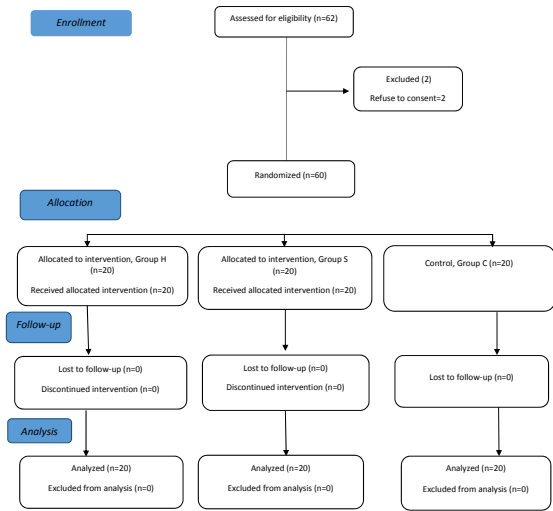 Enrollment
Assessed for eligibility (n=62)
Excluded (2)
Refuse to consent=2
Randomized (n=60)
Allocation
Allocated to intervention, Group H
(n=20)
Received allocated intervention (n=20)
Allocated to intervention, Group S
(n=20)
Received allocated intervention (n=20)
Control, Group C (n=20)
Follow-up
Lost to follow-up (n=0)
Discontinued intervention (n=0)
Lost to follow-up (n=0)
Discontinued intervention (n=0)
Lost to follow-up (n=0)
Analysis
Analyzed (n=20)
Excluded from analysis (n=0)
Analyzed (n=20)
Excluded from analysis (n=0)
Analyzed (n=20)
Excluded from analysis (n=0)